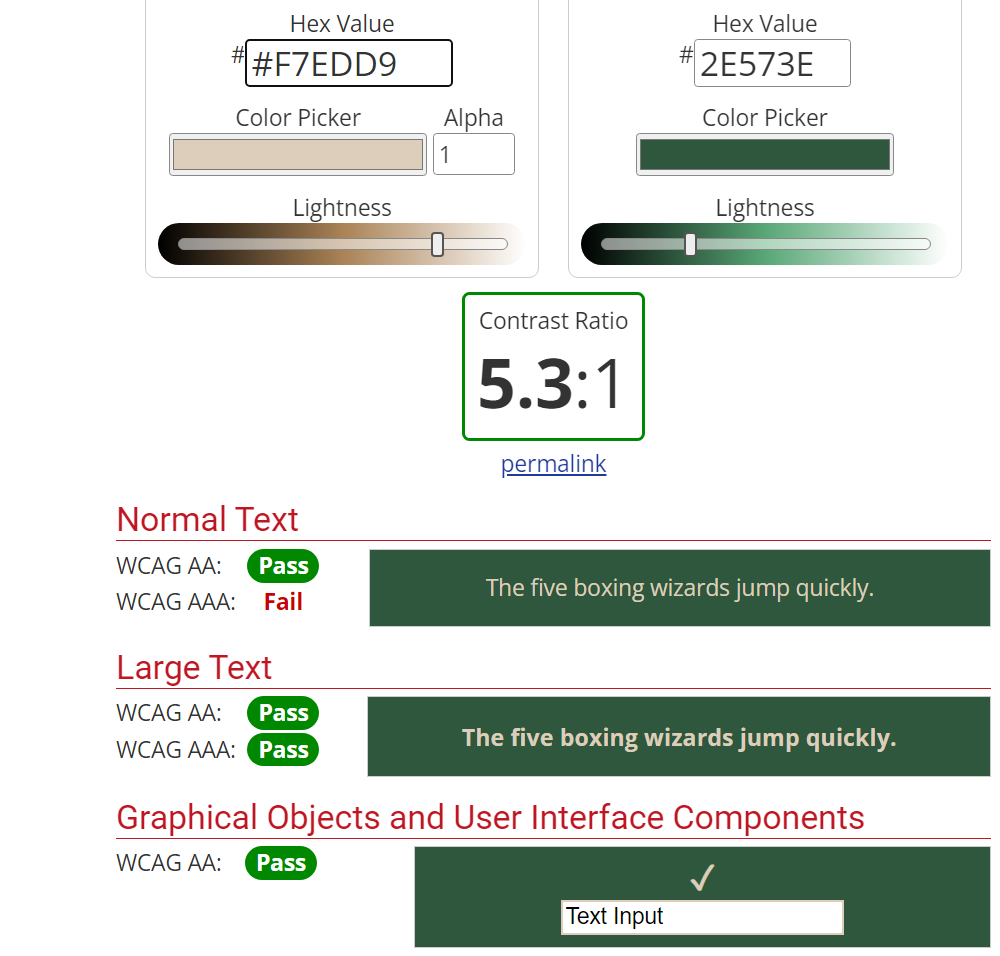 Hex Value
Hex Value
# #F7EDD9
# 2E573E
Color Picker Alpha
Color Picker
1
Lightness
Lightness
Contrast Ratio
5.3:1
permalink
Normal Text
WCAG AA: Pass
WCAG AAA: Fail
The five boxing wizards jump quickly.
Large Text
WCAG AA: Pass
WCAG AAA: Pass
The five boxing wizards jump quickly.
Graphical Objects and User Interface Components
WCAG AA: Pass
✓
Text Input